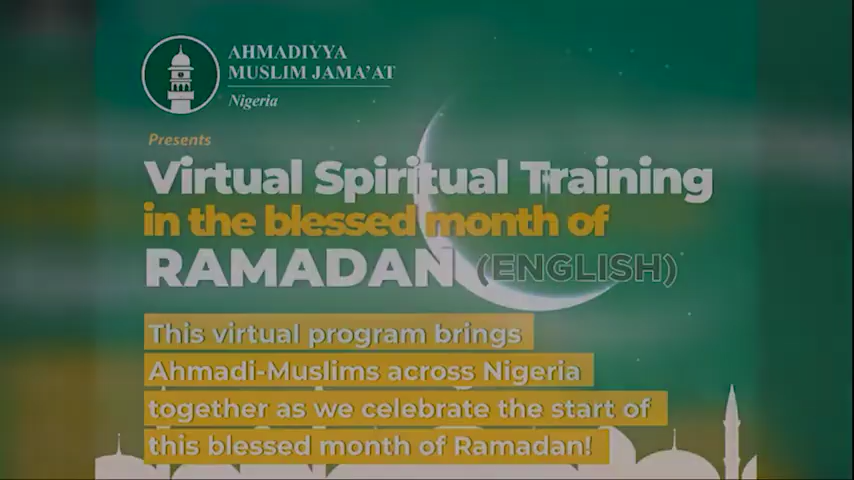 AHMADIYYA
MUSLIM JAMA'AT
Nigeria
Presents
Virtual Spiritual Training
in the blessed month of
RAMADAN (ENGLISH)
This virtual program brings
Ahmadi-Muslims across Nigeria
together as we celebrate the start of
this blessed month of Ramadan!